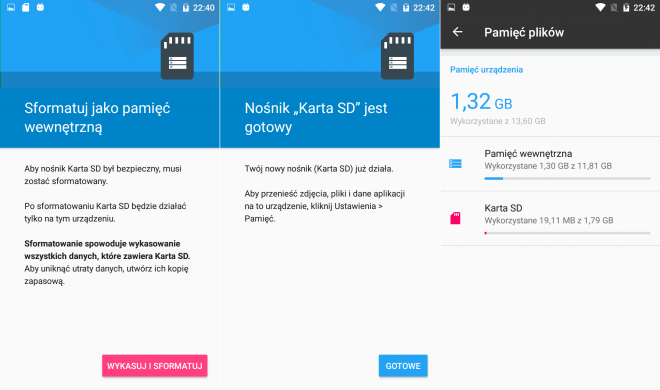 22:40
Sformatuj jako pamięć
wewnętrzną
Aby nośnik Karta SD był bezpieczny, musi
zostać sformatowany.
Po sformatowaniu Karta SD będzie działać
tylko na tym urządzeniu.
Sformatowanie spowoduje wykasowanie
wszystkich danych, które zawiera Karta SD.
Aby uniknąć utraty danych, utwórz ich kopię
zapasową.
WYKASUJ I SFORMATUJ
22:42
Nośnik „Karta SD” jest
gotowy
Twój nowy nośnik (Karta SD) już działa.
Aby przenieść zdjęcia, pliki i dane aplikacji
na to urządzenie, kliknij Ustawienia >
Pamięć.
GOTOWE
22:42
Pamięć plików
Pamięć urządzenia
1,32 GB
Wykorzystane z 13,60 GB
Pamięć wewnętrzna
Wykorzystane 1,30 GB z 11,81 GB
Karta SD
Wykorzystane 19,11 MB z 1,79 GB